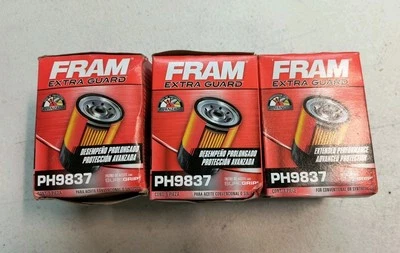 FRAM
EXTRA GUARD
DESEMPEÑO PROLONGADO
PROTECCIÓN AVANZADA
PH9837
FRAM
EXTRA GUARD
DESEMPEÑO PROLONGADO
PROTECCIÓN AVANZADA
PH9837
FRAM
EXTRA GUARD
EXTENDED PERFORMANCE
ADVANCED PROTECTION
PH9837